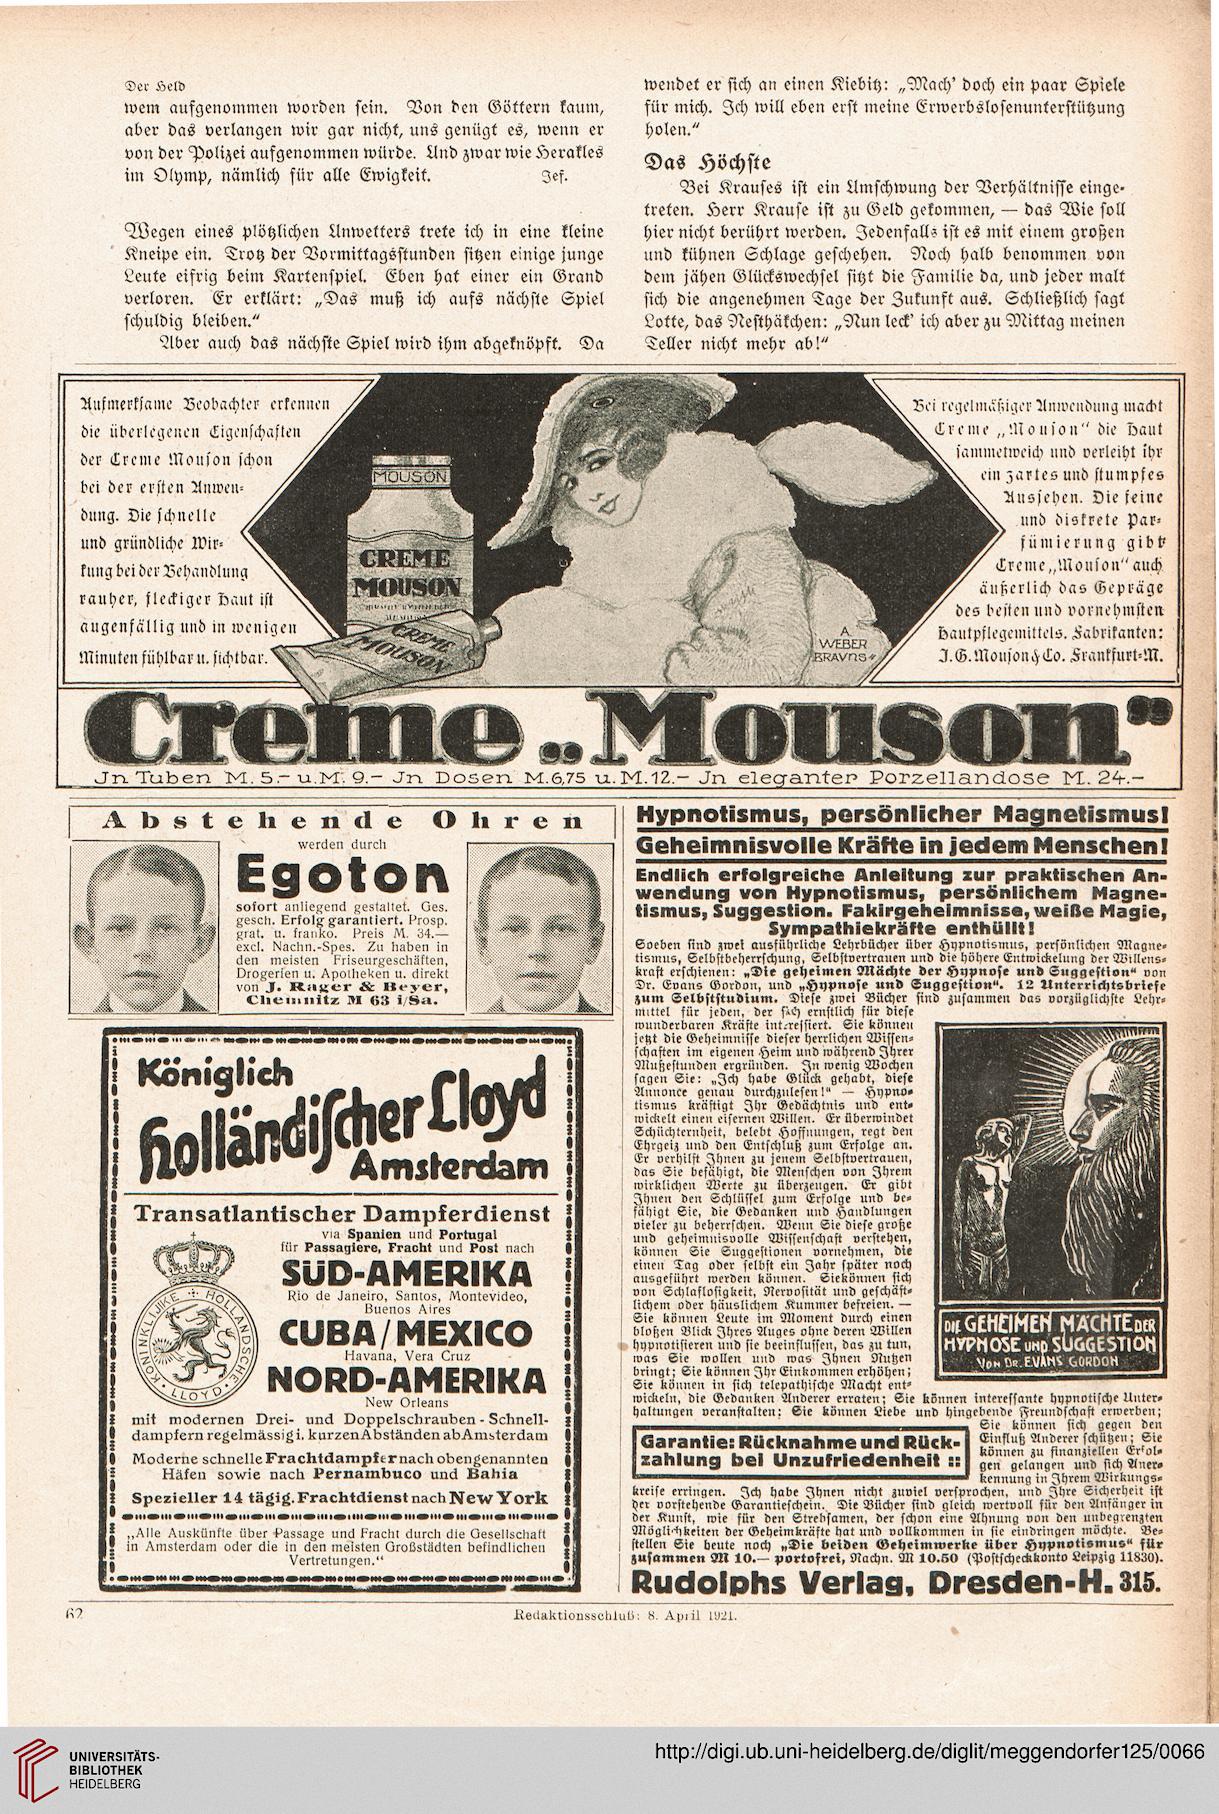 Der Held
wem aufgenommen worden sein. Von den Göttern kaum,
aber das verlangen wir gar nicht, uns genügt es, wenn er
von der Polizei aufgenommen würde. Und zwar wie Herakles
im Olymp, nämlich für alle Ewigkeit. Jef.
Wegen eines plötzlichen Unwetters trete ich in eine kleine
Kneipe ein. Trotz der Vormittagsstunden sitzen einige junge
Leute eifrig beim Kartenspiel. Eben hat einer ein Grand
verloren. Er erklärt: „Das muß ich aufs nächste Spiel
schuldig bleiben.“
Aber auch das nächste Spiel wird ihm abgeknöpft. Da
wendet er sich an einen Kiebitz: „Mach' doch ein paar Spiele
für mich. Ich will eben erst meine Erwerbslosenunterstützung
holen.“
Das Höchste
Bei Krauses ist ein Umschwung der Verhältnisse einge-
treten. Herr Krause ist zu Geld gekommen, — das Wie soll
hier nicht berührt werden. Jedenfalls ist es mit einem großen
und kühnen Schlage geschehen. Noch halb benommen von
dem jähen Glückswechsel sitzt die Familie da, und jeder malt
sich die angenehmen Tage der Zukunft aus. Schließlich sagt
Lotte, das Nesthäkchen: „Nun leck' ich aber zu Mittag meinen
Teller nicht mehr ab!“
Aufmerksame Beobachter erkennen
die überlegenen Eigenschaften
der Creme Mouson schon
bei der ersten Anwen-
dung. Die schnelle
und gründliche Wir-
kung bei der Behandlung
rauher, fleckiger Haut ist
augenfällig und in wenigen
Minuten fühlbar u. sichtbar.
MOUSON
CREME
MOUSON
CREME
MOUSON
A.
WEBER
BRAVNS
Bei regelmäßiger Anwendung macht
Creme „Mouson“ die Haut
sammetweich und verleiht ihr
ein zartes und stumpfes
Aussehen. Die feine
und diskrete Par-
fümierung gibt
Creme „Mouson“ auch
äußerlich das Gepräge
des besten und vornehmsten
Hautpflegemittels. Fabrikanten:
J. G. Mouson & Co. Frankfurt-M.
Creme „Mouson“
Jn Tuben M. 5.- u. M. 9.- Jn Dosen M. 6,75 u. M. 12.- Jn eleganter Porzellandose M. 24.-
Abstehende Ohren
werden durch
Egoton
sofort anliegend gestaltet. Ges.
gesch. Erfolg garantiert. Prosp.
grat. u. franko. Preis M. 34.—
excl. Nachn.-Spes. Zu haben in
den meisten Friseurgeschäften,
Drogerien u. Apotheken u. direkt
von J. Rager & Beyer,
Chemnitz M 63 i/Sa.
Königlich
holländischer Lloyd
Amsterdam
Transatlantischer Dampferdienst
via Spanien und Portugal
für Passagiere, Fracht und Post nach
SÜD-AMERIKA
Rio de Janeiro, Santos, Montevideo,
Buenos Aires
CUBA / MEXICO
Havana, Vera Cruz
NORD-AMERIKA
New Orleans
KONINKLIJKE HOLLANDSCHE LLOYD
mit modernen Drei- und Doppelschrauben-Schnell-
dampfern regelmässig i. kurzen Abständen ab Amsterdam
Moderne schnelle Frachtdampfer nach obengenannten
Häfen sowie nach Pernambuco und Bahia
Spezieller 14 tägig. Frachtdienst nach New York
„Alle Auskünfte über Passage und Fracht durch die Gesellschaft
in Amsterdam oder die in den meisten Großstädten befindlichen
Vertretungen.“
Hypnotismus, persönlicher Magnetismus!
Geheimnisvolle Kräfte in jedem Menschen!
Endlich erfolgreiche Anleitung zur praktischen An-
wendung von Hypnotismus, persönlichem Magne-
tismus, Suggestion. Fakirgeheimnisse, weiße Magie,
Sympathiekräfte enthüllt!
Soeben sind zwei ausführliche Lehrbücher über Hypnotismus, persönlichen Magne-
tismus, Selbstbeherrschung, Selbstvertrauen und die höhere Entwickelung der Willens-
kraft erschienen: „Die geheimen Mächte der Hypnose und Suggestion“ von
Dr. Evans Gordon, und „Hypnose und Suggestion“. 12 Unterrichtsbriefe
zum Selbststudium. Diese zwei Bücher sind zusammen das vorzüglichste Lehr-
mittel für jeden, der sich ernstlich für diese
wunderbaren Kräfte interessiert. Sie können
jetzt die Geheimnisse dieser herrlichen Wissen-
schaften im eigenen Heim und während Ihrer
Mußestunden ergründen. In wenig Wochen
sagen Sie: „Ich habe Glück gehabt, diese
Annonce genau durchzulesen!“ — Hypno-
tismus kräftigt Ihr Gedächtnis und ent-
wickelt einen eisernen Willen. Er überwindet
Schüchternheit, belebt Hoffnungen, regt den
Ehrgeiz und den Entschluß zum Erfolge an.
Er verhilft Ihnen zu jenem Selbstvertrauen,
das Sie befähigt, die Menschen von Ihrem
wirklichen Werte zu überzeugen. Er gibt
Ihnen den Schlüssel zum Erfolge und be-
fähigt Sie, die Gedanken und Handlungen
vieler zu beherrschen. Wenn Sie diese große
und geheimnisvolle Wissenschaft verstehen,
können Sie Suggestionen vornehmen, die
einen Tag oder selbst ein Jahr später noch
ausgeführt werden können. Sie können sich
von Schlaflosigkeit, Nervosität und geschäft-
lichem oder häuslichem Kummer befreien. —
Sie können Leute im Moment durch einen
bloßen Blick Ihres Auges ohne deren Willen
hypnotisieren und sie beeinflussen, das zu tun,
was Sie wollen und was Ihnen Nutzen
bringt; Sie können Ihr Einkommen erhöhen;
Sie können in sich telepathische Macht ent-
wickeln, die Gedanken Anderer erraten; Sie können interessante hypnotische Unter-
haltungen veranstalten; Sie können Liebe und hingebende Freundschaft erwerben;
Sie können sich gegen den
Einfluß Anderer schützen; Sie
können zu finanziellen Erfol-
gen gelangen und sich Aner-
kennung in Ihrem Wirkungs-
kreise erringen. Ich habe Ihnen nicht zuviel versprochen, und Ihre Sicherheit ist
der vorstehende Garantieschein. Die Bücher sind gleich wertvoll für den Anfänger in
der Kunst, wie für den Strebsamen, der schon eine Ahnung von den unbegrenzten
Möglichkeiten der Geheimkräfte hat und vollkommen in sie eindringen möchte. Be-
stellen Sie heute noch „Die beiden Geheimwerke über Hypnotismus“ für
zusammen M 10.— portofrei, Nachn. M 10.50 (Postscheckkonto Leipzig 11830).
DIE GEHEIMEN MÄCHTE DER
HYPNOSE UND SUGGESTION
VON DR. EVANS GORDON
Garantie: Rücknahme und Rück-
zahlung bei Unzufriedenheit ::
Rudolphs Verlag, Dresden-H. 315.
62
Redaktionsschluß: 8. April 1921.
UNIVERSITÄTS-
BIBLIOTHEK
HEIDELBERG
http://digi.ub.uni-heidelberg.de/diglit/meggendorfer125/0066